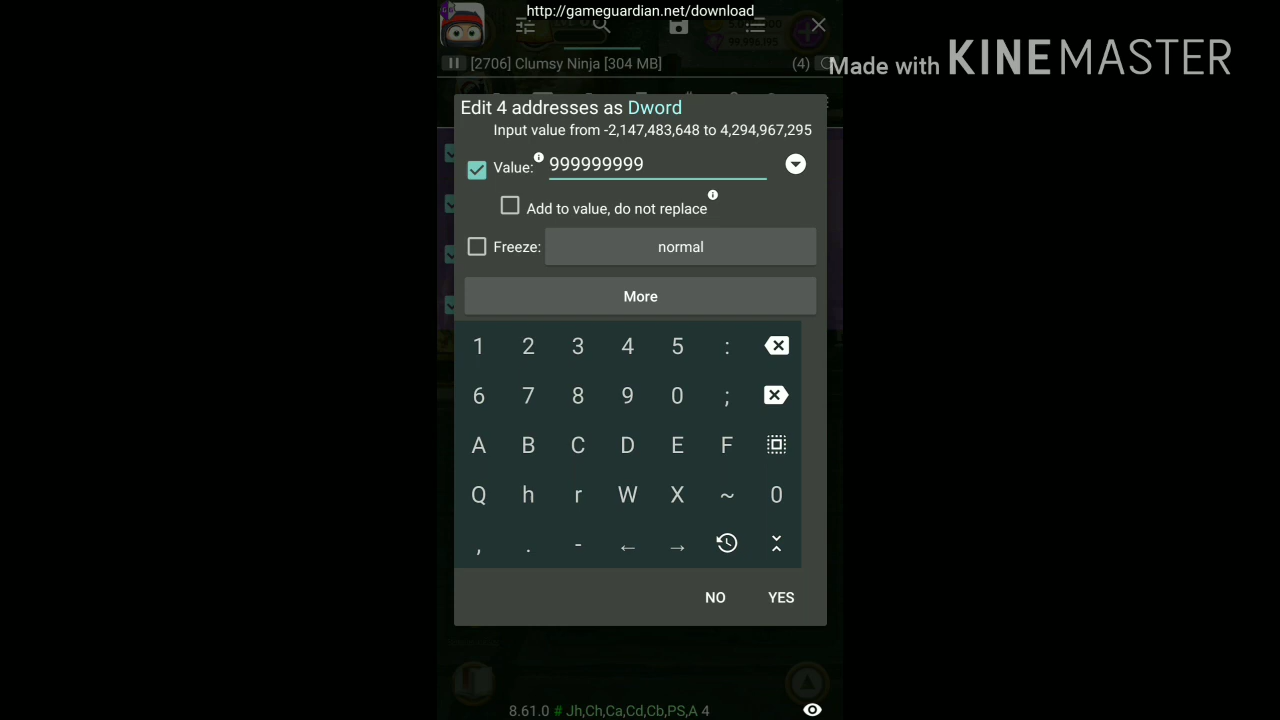 http://gameguardian.net/download
[2706] Clumsy Ninja [304 MB]
(4)
Made with KINEMASTER
Edit 4 addresses as Dword
Input value from -2,147,483,648 to 4,294,967,295
Value: 999999999
Add to value, do not replace
Freeze: normal
More
1 2 3 4 5 :
6 7 8 9 0 ;
A B C D E F
Q h r W X ~ 0
, . - ← →
NO YES
8.61.0 # Jh,Ch,Ca,Cd,Cb,PS,A 4